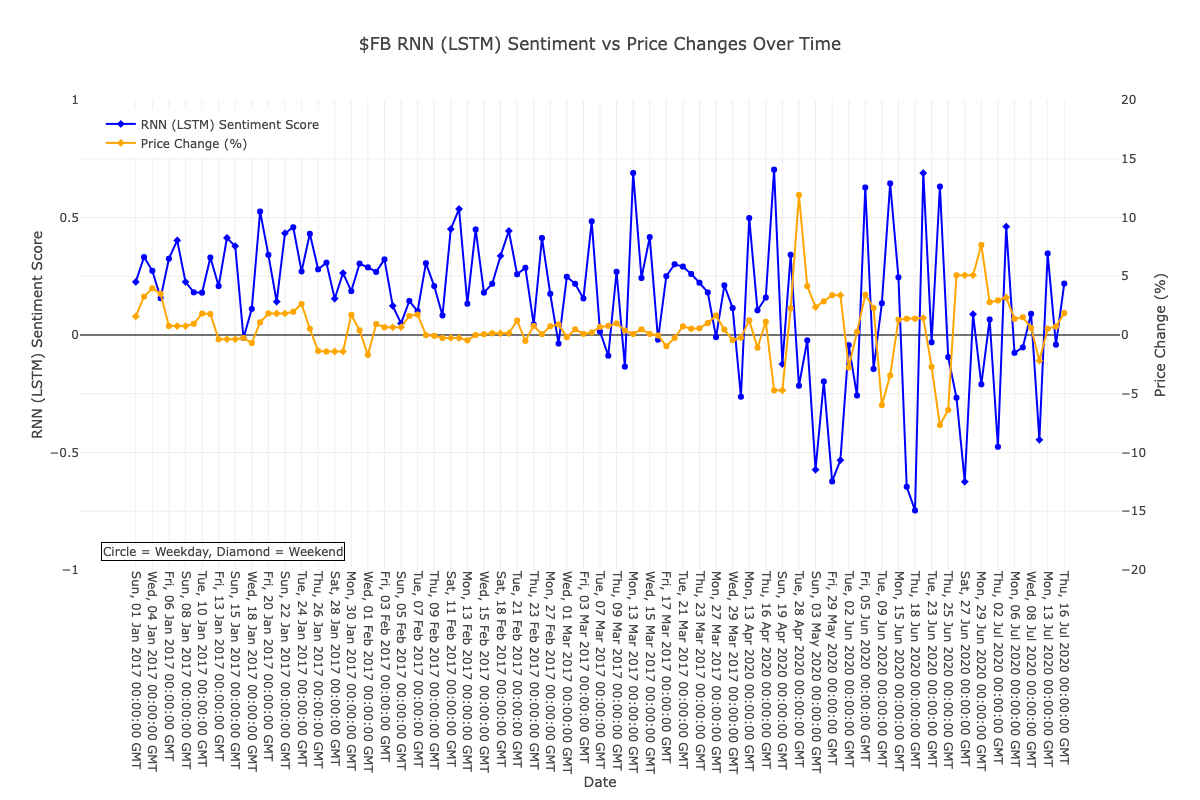 $FB RNN (LSTM) Sentiment vs Price Changes Over Time
RNN (LSTM) Sentiment Score
Price Change (%)
1
0.5
0
−0.5
−1
RNN (LSTM) Sentiment Score
20
15
10
5
0
−5
−10
−15
−20
Price Change (%)
Circle = Weekday, Diamond = Weekend
Sun, 01 Jan 2017 00:00:00 GMT
Wed, 04 Jan 2017 00:00:00 GMT
Fri, 06 Jan 2017 00:00:00 GMT
Sun, 08 Jan 2017 00:00:00 GMT
Tue, 10 Jan 2017 00:00:00 GMT
Fri, 13 Jan 2017 00:00:00 GMT
Sun, 15 Jan 2017 00:00:00 GMT
Wed, 18 Jan 2017 00:00:00 GMT
Fri, 20 Jan 2017 00:00:00 GMT
Sun, 22 Jan 2017 00:00:00 GMT
Tue, 24 Jan 2017 00:00:00 GMT
Thu, 26 Jan 2017 00:00:00 GMT
Sat, 28 Jan 2017 00:00:00 GMT
Mon, 30 Jan 2017 00:00:00 GMT
Wed, 01 Feb 2017 00:00:00 GMT
Fri, 03 Feb 2017 00:00:00 GMT
Sun, 05 Feb 2017 00:00:00 GMT
Tue, 07 Feb 2017 00:00:00 GMT
Thu, 09 Feb 2017 00:00:00 GMT
Sat, 11 Feb 2017 00:00:00 GMT
Mon, 13 Feb 2017 00:00:00 GMT
Wed, 15 Feb 2017 00:00:00 GMT
Sat, 18 Feb 2017 00:00:00 GMT
Tue, 21 Feb 2017 00:00:00 GMT
Thu, 23 Feb 2017 00:00:00 GMT
Mon, 27 Feb 2017 00:00:00 GMT
Wed, 01 Mar 2017 00:00:00 GMT
Fri, 03 Mar 2017 00:00:00 GMT
Tue, 07 Mar 2017 00:00:00 GMT
Thu, 09 Mar 2017 00:00:00 GMT
Mon, 13 Mar 2017 00:00:00 GMT
Wed, 15 Mar 2017 00:00:00 GMT
Fri, 17 Mar 2017 00:00:00 GMT
Tue, 21 Mar 2017 00:00:00 GMT
Thu, 23 Mar 2017 00:00:00 GMT
Mon, 27 Mar 2017 00:00:00 GMT
Wed, 29 Mar 2017 00:00:00 GMT
Mon, 13 Apr 2020 00:00:00 GMT
Thu, 16 Apr 2020 00:00:00 GMT
Sun, 19 Apr 2020 00:00:00 GMT
Tue, 28 Apr 2020 00:00:00 GMT
Sun, 03 May 2020 00:00:00 GMT
Fri, 29 May 2020 00:00:00 GMT
Tue, 02 Jun 2020 00:00:00 GMT
Fri, 05 Jun 2020 00:00:00 GMT
Tue, 09 Jun 2020 00:00:00 GMT
Mon, 15 Jun 2020 00:00:00 GMT
Thu, 18 Jun 2020 00:00:00 GMT
Tue, 23 Jun 2020 00:00:00 GMT
Thu, 25 Jun 2020 00:00:00 GMT
Sat, 27 Jun 2020 00:00:00 GMT
Mon, 29 Jun 2020 00:00:00 GMT
Thu, 02 Jul 2020 00:00:00 GMT
Mon, 06 Jul 2020 00:00:00 GMT
Wed, 08 Jul 2020 00:00:00 GMT
Mon, 13 Jul 2020 00:00:00 GMT
Thu, 16 Jul 2020 00:00:00 GMT
Date